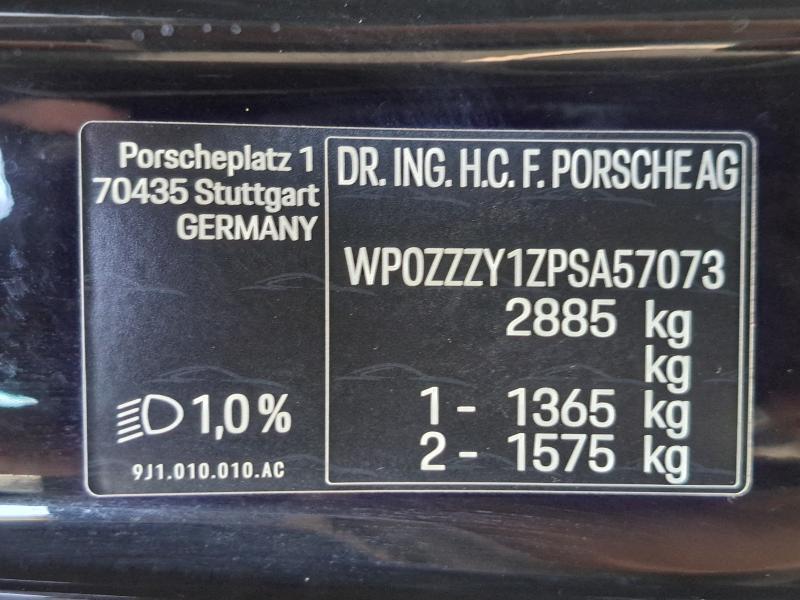 Porscheplatz 1
70435 Stuttgart
GERMANY
1,0 %
9J1.010.010.AC
DR. ING. H.C. F. PORSCHE AG
WP0ZZZY1ZPSA57073
2885 kg
kg
1 - 1365 kg
2 - 1575 kg